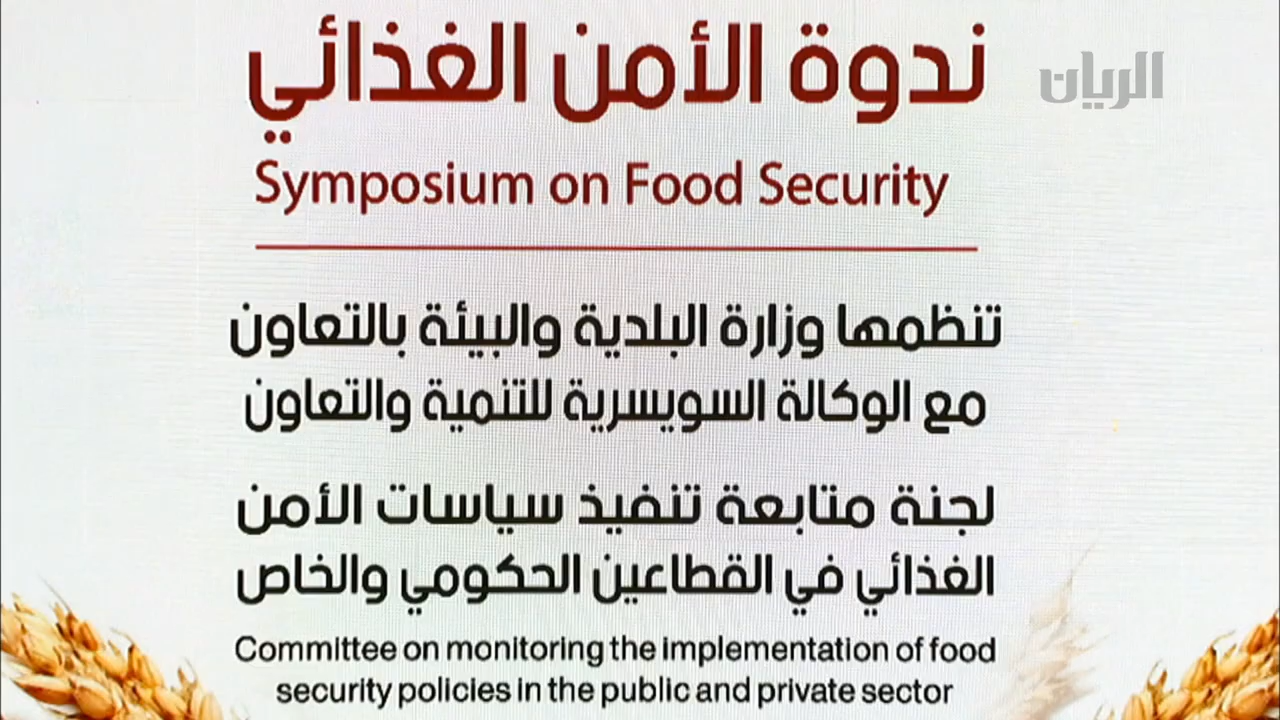 ندوة الأمن الغذائي
الريان
Symposium on Food Security
تنظمها وزارة البلدية والبيئة بالتعاون
مع الوكالة السويسرية للتنمية والتعاون
لجنة متابعة تنفيذ سياسات الأمن
الغذائي في القطاعين الحكومي والخاص
Committee on monitoring the implementation of food
security policies in the public and private sector